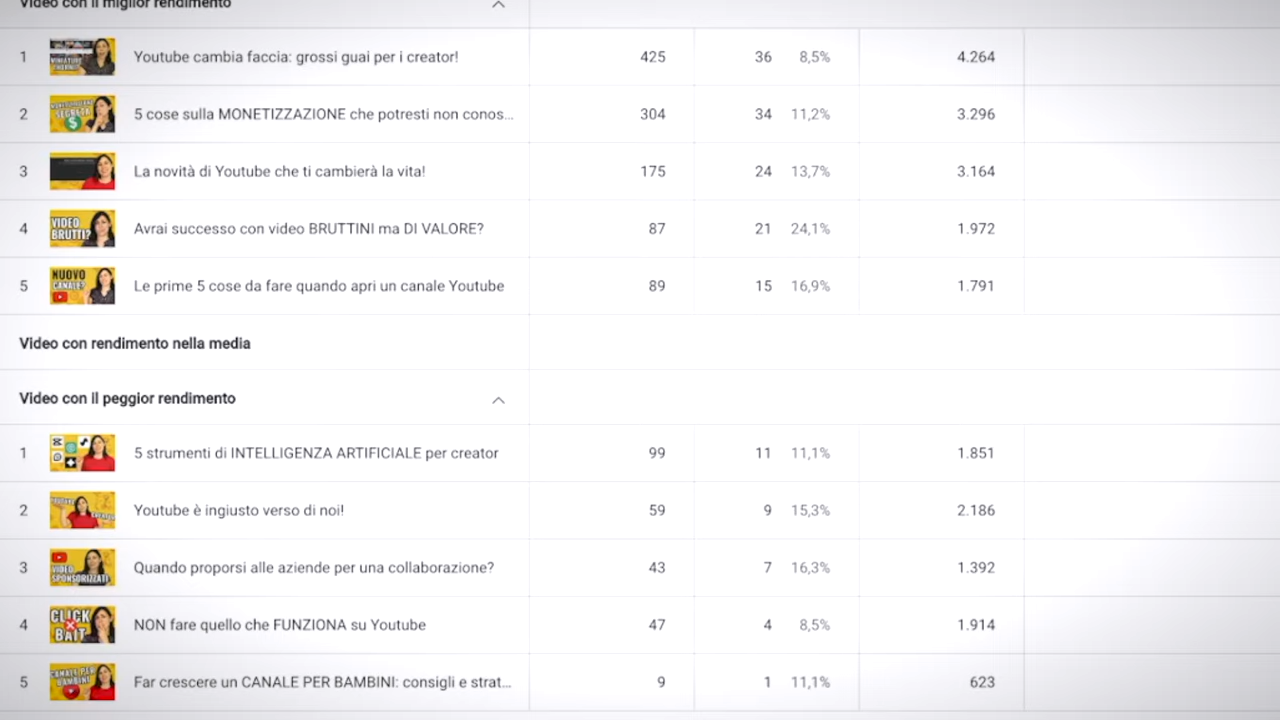 Video con il miglior rendimento
1 Youtube cambia faccia: grossi guai per i creator! 425 36 8,5% 4.264
2 5 cose sulla MONETIZZAZIONE che potresti non conos... 304 34 11,2% 3.296
SEGRETA
3 La novità di Youtube che ti cambierà la vita! 175 24 13,7% 3.164
4 VIDEO BRUTTI? Avrai successo con video BRUTTINI ma DI VALORE? 87 21 24,1% 1.972
5 NUOVO CANALE? Le prime 5 cose da fare quando apri un canale Youtube 89 15 16,9% 1.791
Video con rendimento nella media
Video con il peggior rendimento
1 5 strumenti di INTELLIGENZA ARTIFICIALE per creator 99 11 11,1% 1.851
2 Youtube è ingiusto verso di noi! 59 9 15,3% 2.186
3 VIDEO SPONSORIZZATI Quando proporsi alle aziende per una collaborazione? 43 7 16,3% 1.392
4 CLICK BAIT NON fare quello che FUNZIONA su Youtube 47 4 8,5% 1.914
5 CANALE PER BAMBINI Far crescere un CANALE PER BAMBINI: consigli e strat... 9 1 11,1% 623